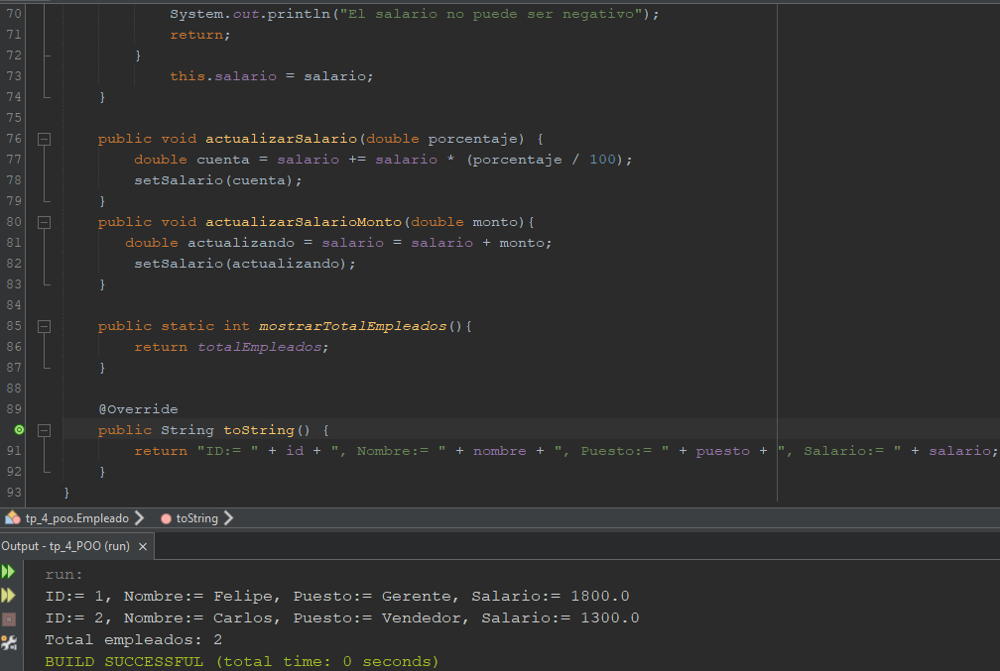 70 System.out.println("El salario no puede ser negativo");
71 return;
72 }
73 this.salario = salario;
74 }
75
76 public void actualizarSalario(double porcentaje) {
77 double cuenta = salario += salario * (porcentaje / 100);
78 setSalario(cuenta);
79 }
80 public void actualizarSalarioMonto(double monto){
81 double actualizando = salario = salario + monto;
82 setSalario(actualizando);
83 }
84
85 public static int mostrarTotalEmpleados(){
86 return totalEmpleados;
87 }
88
89 @Override
public String toString() {
91 return "ID:= " + id + ", Nombre:= " + nombre + ", Puesto:= " + puesto + ", Salario:= " + salario;
92 }
93 }
tp_4_poo.Empleado toString
Output - tp_4_POO (run) ×
run:
ID:= 1, Nombre:= Felipe, Puesto:= Gerente, Salario:= 1800.0
ID:= 2, Nombre:= Carlos, Puesto:= Vendedor, Salario:= 1300.0
Total empleados: 2
BUILD SUCCESSFUL (total time: 0 seconds)